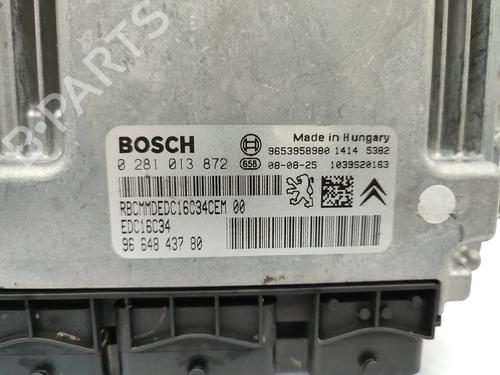 BOSCH
Made in Hungary
9653958980 1414 5382
0 281 013 872 658 08-08-25 1039S20163
RBCMMDEDC16C34CEM 00
EDC16C34
96 648 437 80
B-PARTS